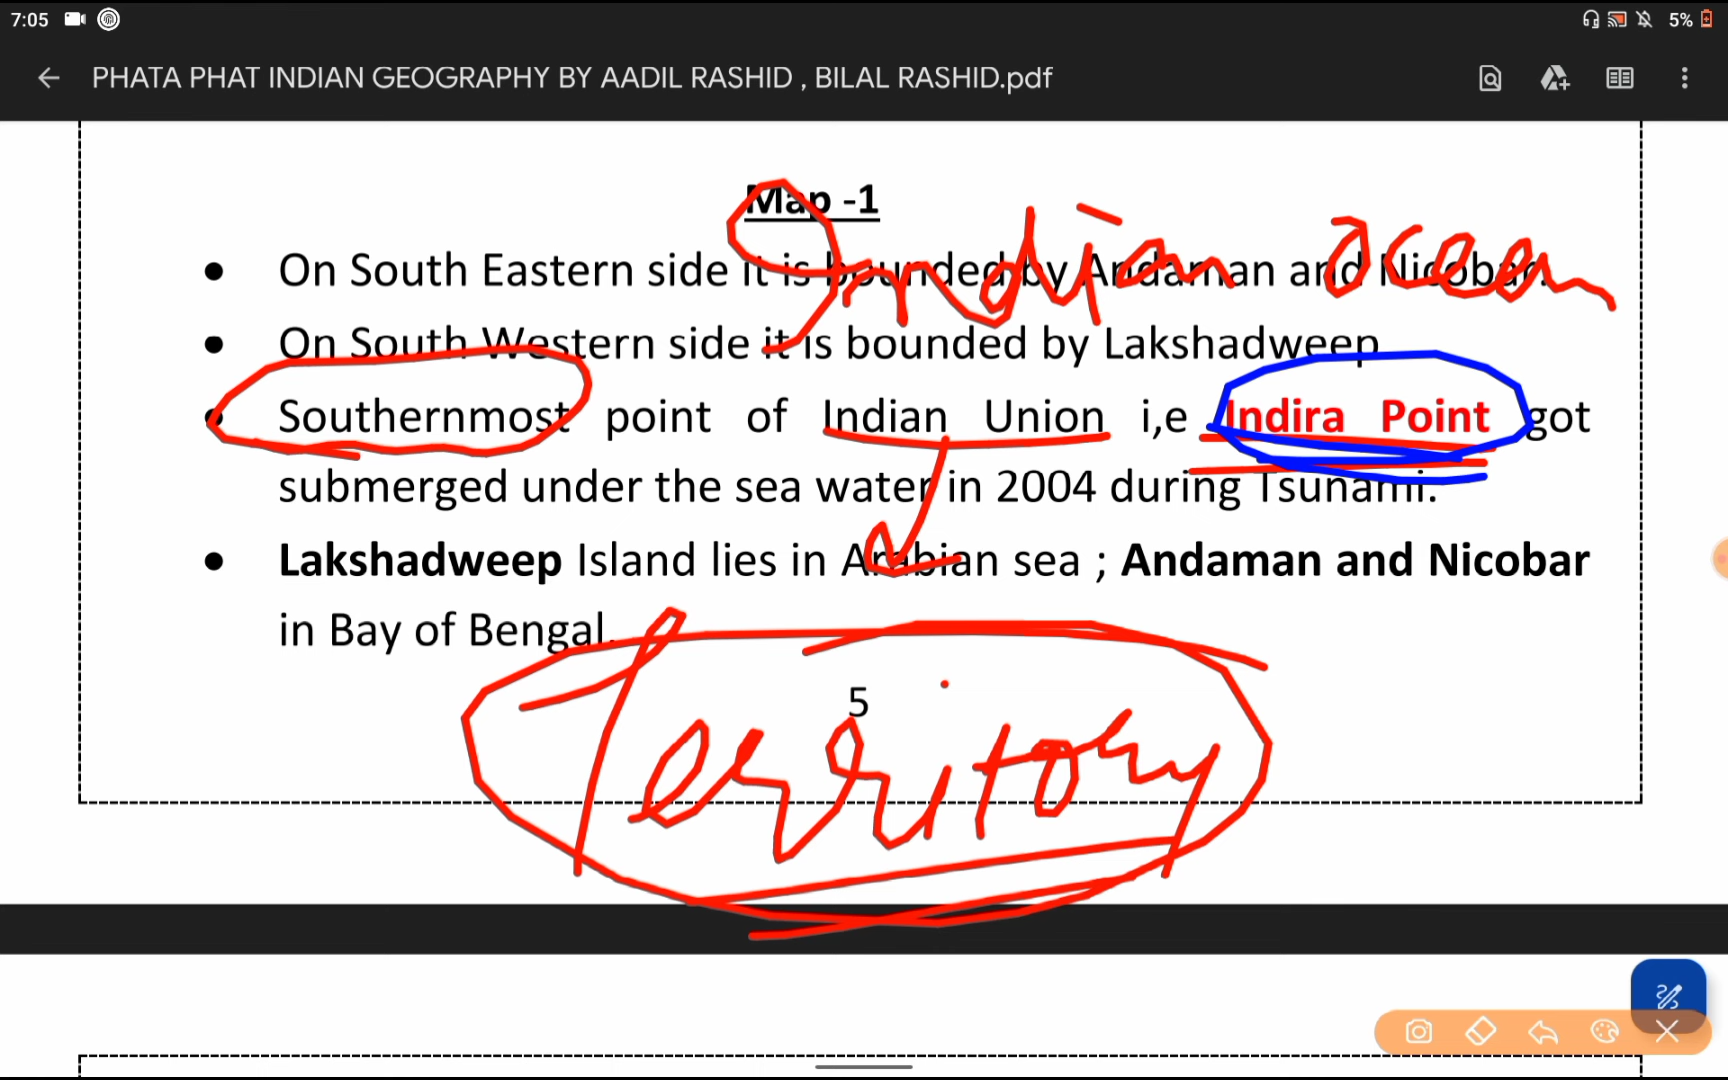 7:05 5%
PHATA PHAT INDIAN GEOGRAPHY BY AADIL RASHID , BILAL RASHID.pdf
Map -1
Indian Ocean
• On South Eastern side it is bounded by Andaman and Nicobar.
• On South Western side it is bounded by Lakshadweep
• Southernmost point of Indian Union i,e Indira Point got
submerged under the sea water in 2004 during Tsunami.
• Lakshadweep Island lies in Arabian sea ; Andaman and Nicobar
in Bay of Bengal.
5
Territory